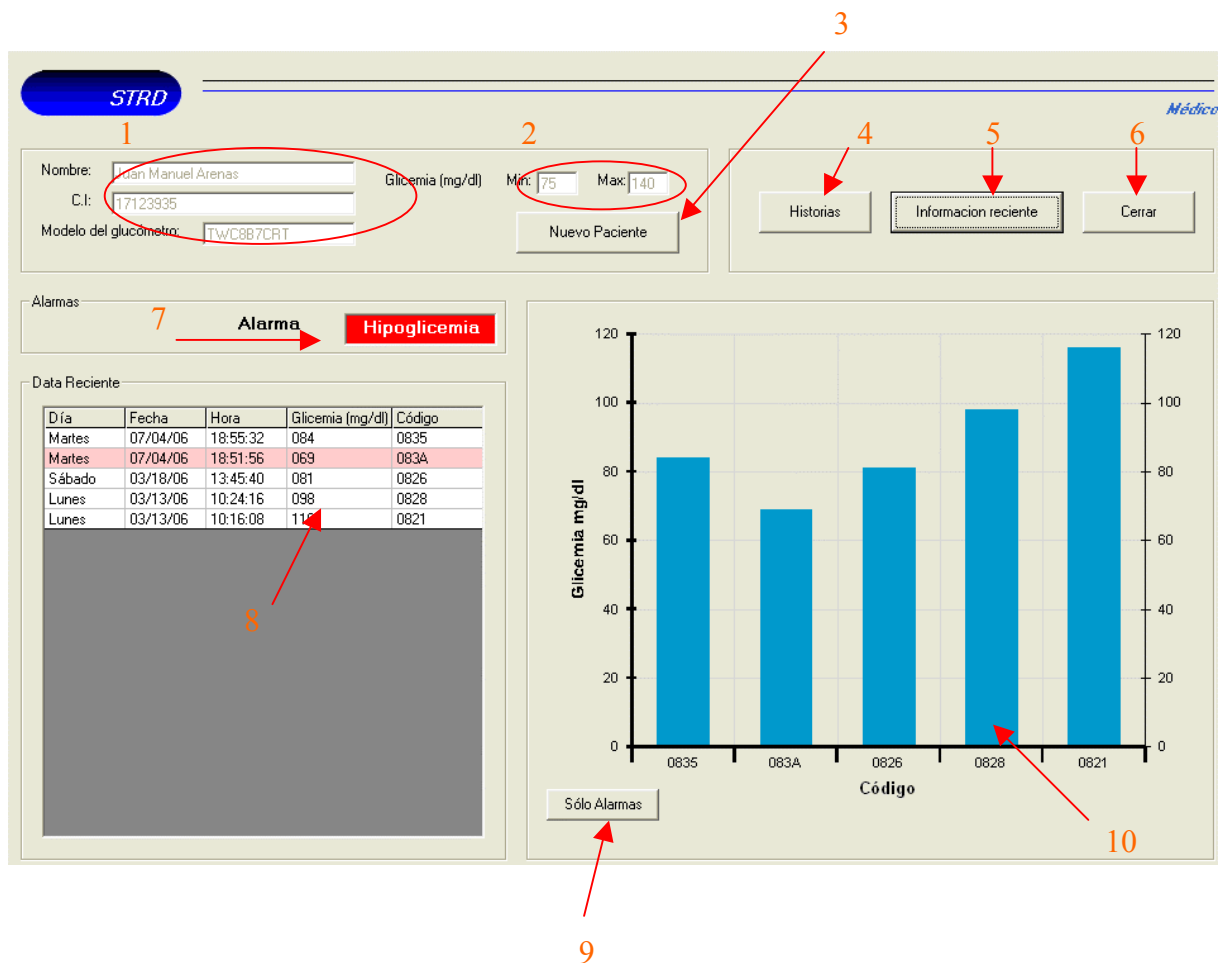 3
STRD
Médico
1
2
4
5
6
Nombre: Juan Manuel Arenas
Glicemia (mg/dl) Min: 75 Max: 140
C.I: 17123935
Historias
Informacion reciente
Cerrar
Modelo del glucómetro: TWC8B7CRT
Nuevo Paciente
Alarmas
7
Alarma Hipoglicemia
Data Reciente
Día Fecha Hora Glicemia (mg/dl) Código
Martes 07/04/06 18:55:32 084 0835
Martes 07/04/06 18:51:56 069 083A
Sábado 03/18/06 13:45:40 081 0826
Lunes 03/13/06 10:24:16 098 0828
Lunes 03/13/06 10:16:08 0821
8
120 120
100 100
80 80
60 60
40 40
20 20
0 0
Glicemia mg/dl
0835 083A 0826 0828 0821
Código
Sólo Alarmas
10
9